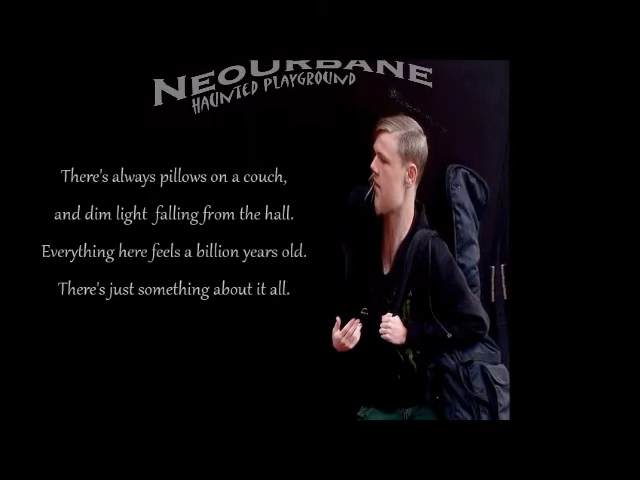 NEOURBANE
HAUNTED PLAYGROUND
There's always pillows on a couch,
and dim light falling from the hall.
Everything here feels a billion years old.
There's just something about it all.